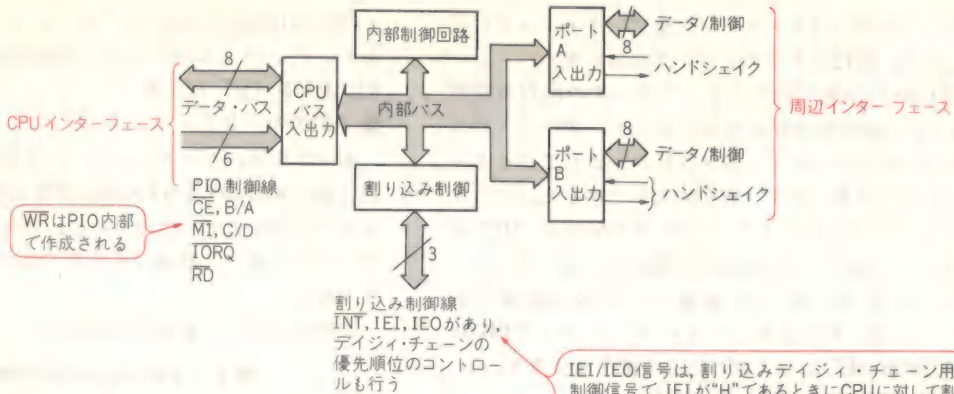 内部制御回路
ポート
A
入出力
8
データ/制御
ハンドシェイク
8
データ・バス
CPU
バス
入出力
内部バス
CPUインターフェース
周辺インターフェース
6
ポート
B
入出力
8
データ/制御
ハンドシェイク
割り込み制御
PIO制御線
CE, B/A
M1, C/D
IORQ
RD
WRはPIO内部
で作成される
3
割り込み制御線
INT, IEI, IEOがあり,
デイジィ・チェーンの
優先順位のコントロー
ルも行う
IEI/IEO信号は, 割り込みデイジィ・チェーン用
制御信号で, IEIが"H"であるときにCPUに対して割